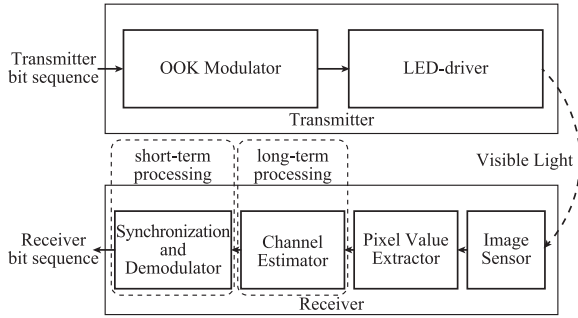 Transmitter
bit sequence
OOK Modulator
LED-driver
Transmitter
short-term
processing
long-term
processing
Visible Light
Receiver
bit sequence
Synchronization
and
Demodulator
Channel
Estimator
Pixel Value
Extractor
Image
Sensor
Receiver